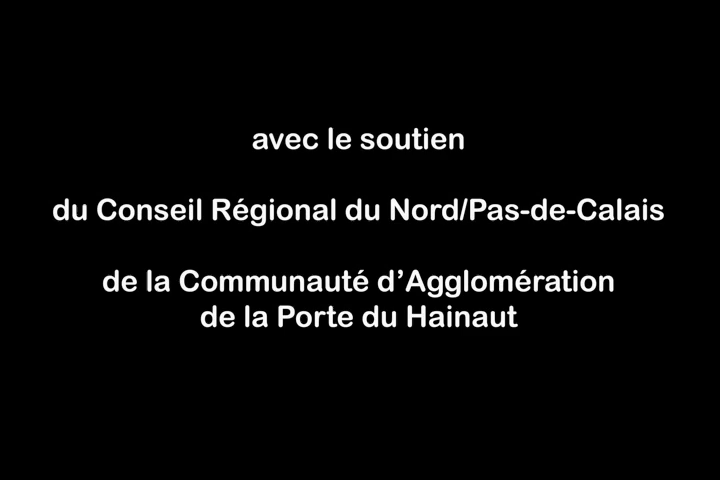 avec le soutien
du Conseil Régional du Nord/Pas-de-Calais
de la Communauté d’Agglomération
de la Porte du Hainaut